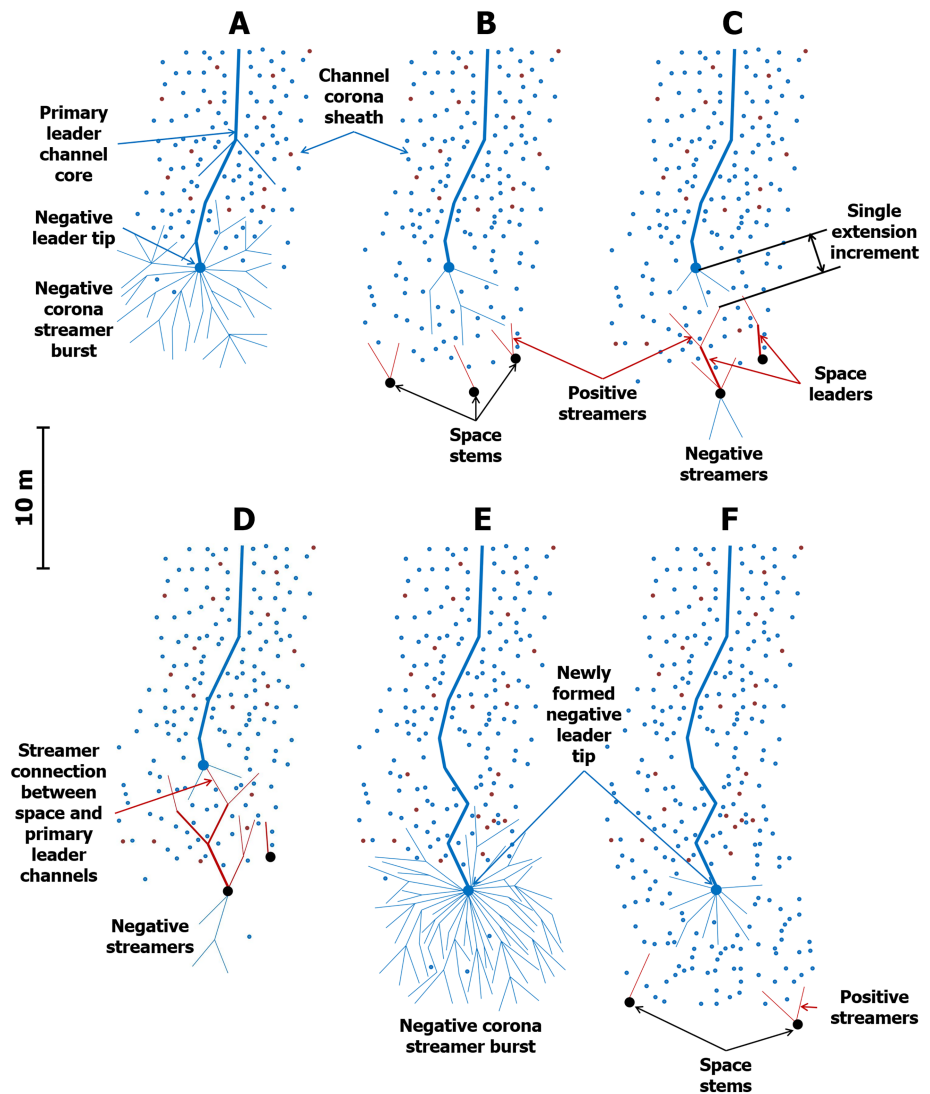 A
B
C
Channel
corona
sheath
Primary
leader
channel
core
Negative
leader tip
Negative
corona
streamer
burst
Single
extension
increment
Positive
streamers
Space
leaders
Space
stems
Negative
streamers
10 m
D
E
F
Newly
formed
negative
leader
tip
Streamer
connection
between
space and
primary
leader
channels
Negative
streamers
Negative corona
streamer burst
Positive
streamers
Space
stems